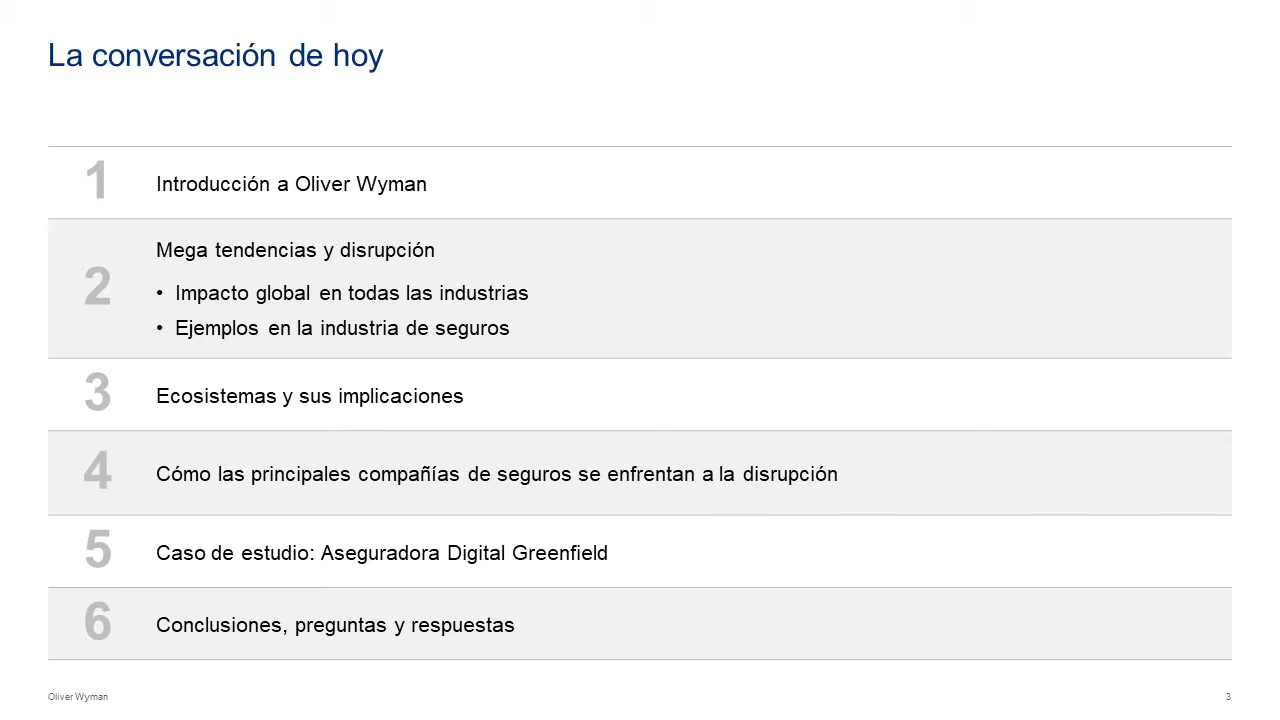 La conversación de hoy
1
Introducción a Oliver Wyman
2
Mega tendencias y disrupción
• Impacto global en todas las industrias
• Ejemplos en la industria de seguros
3
Ecosistemas y sus implicaciones
4
Cómo las principales compañías de seguros se enfrentan a la disrupción
5
Caso de estudio: Aseguradora Digital Greenfield
6
Conclusiones, preguntas y respuestas
Oliver Wyman
3